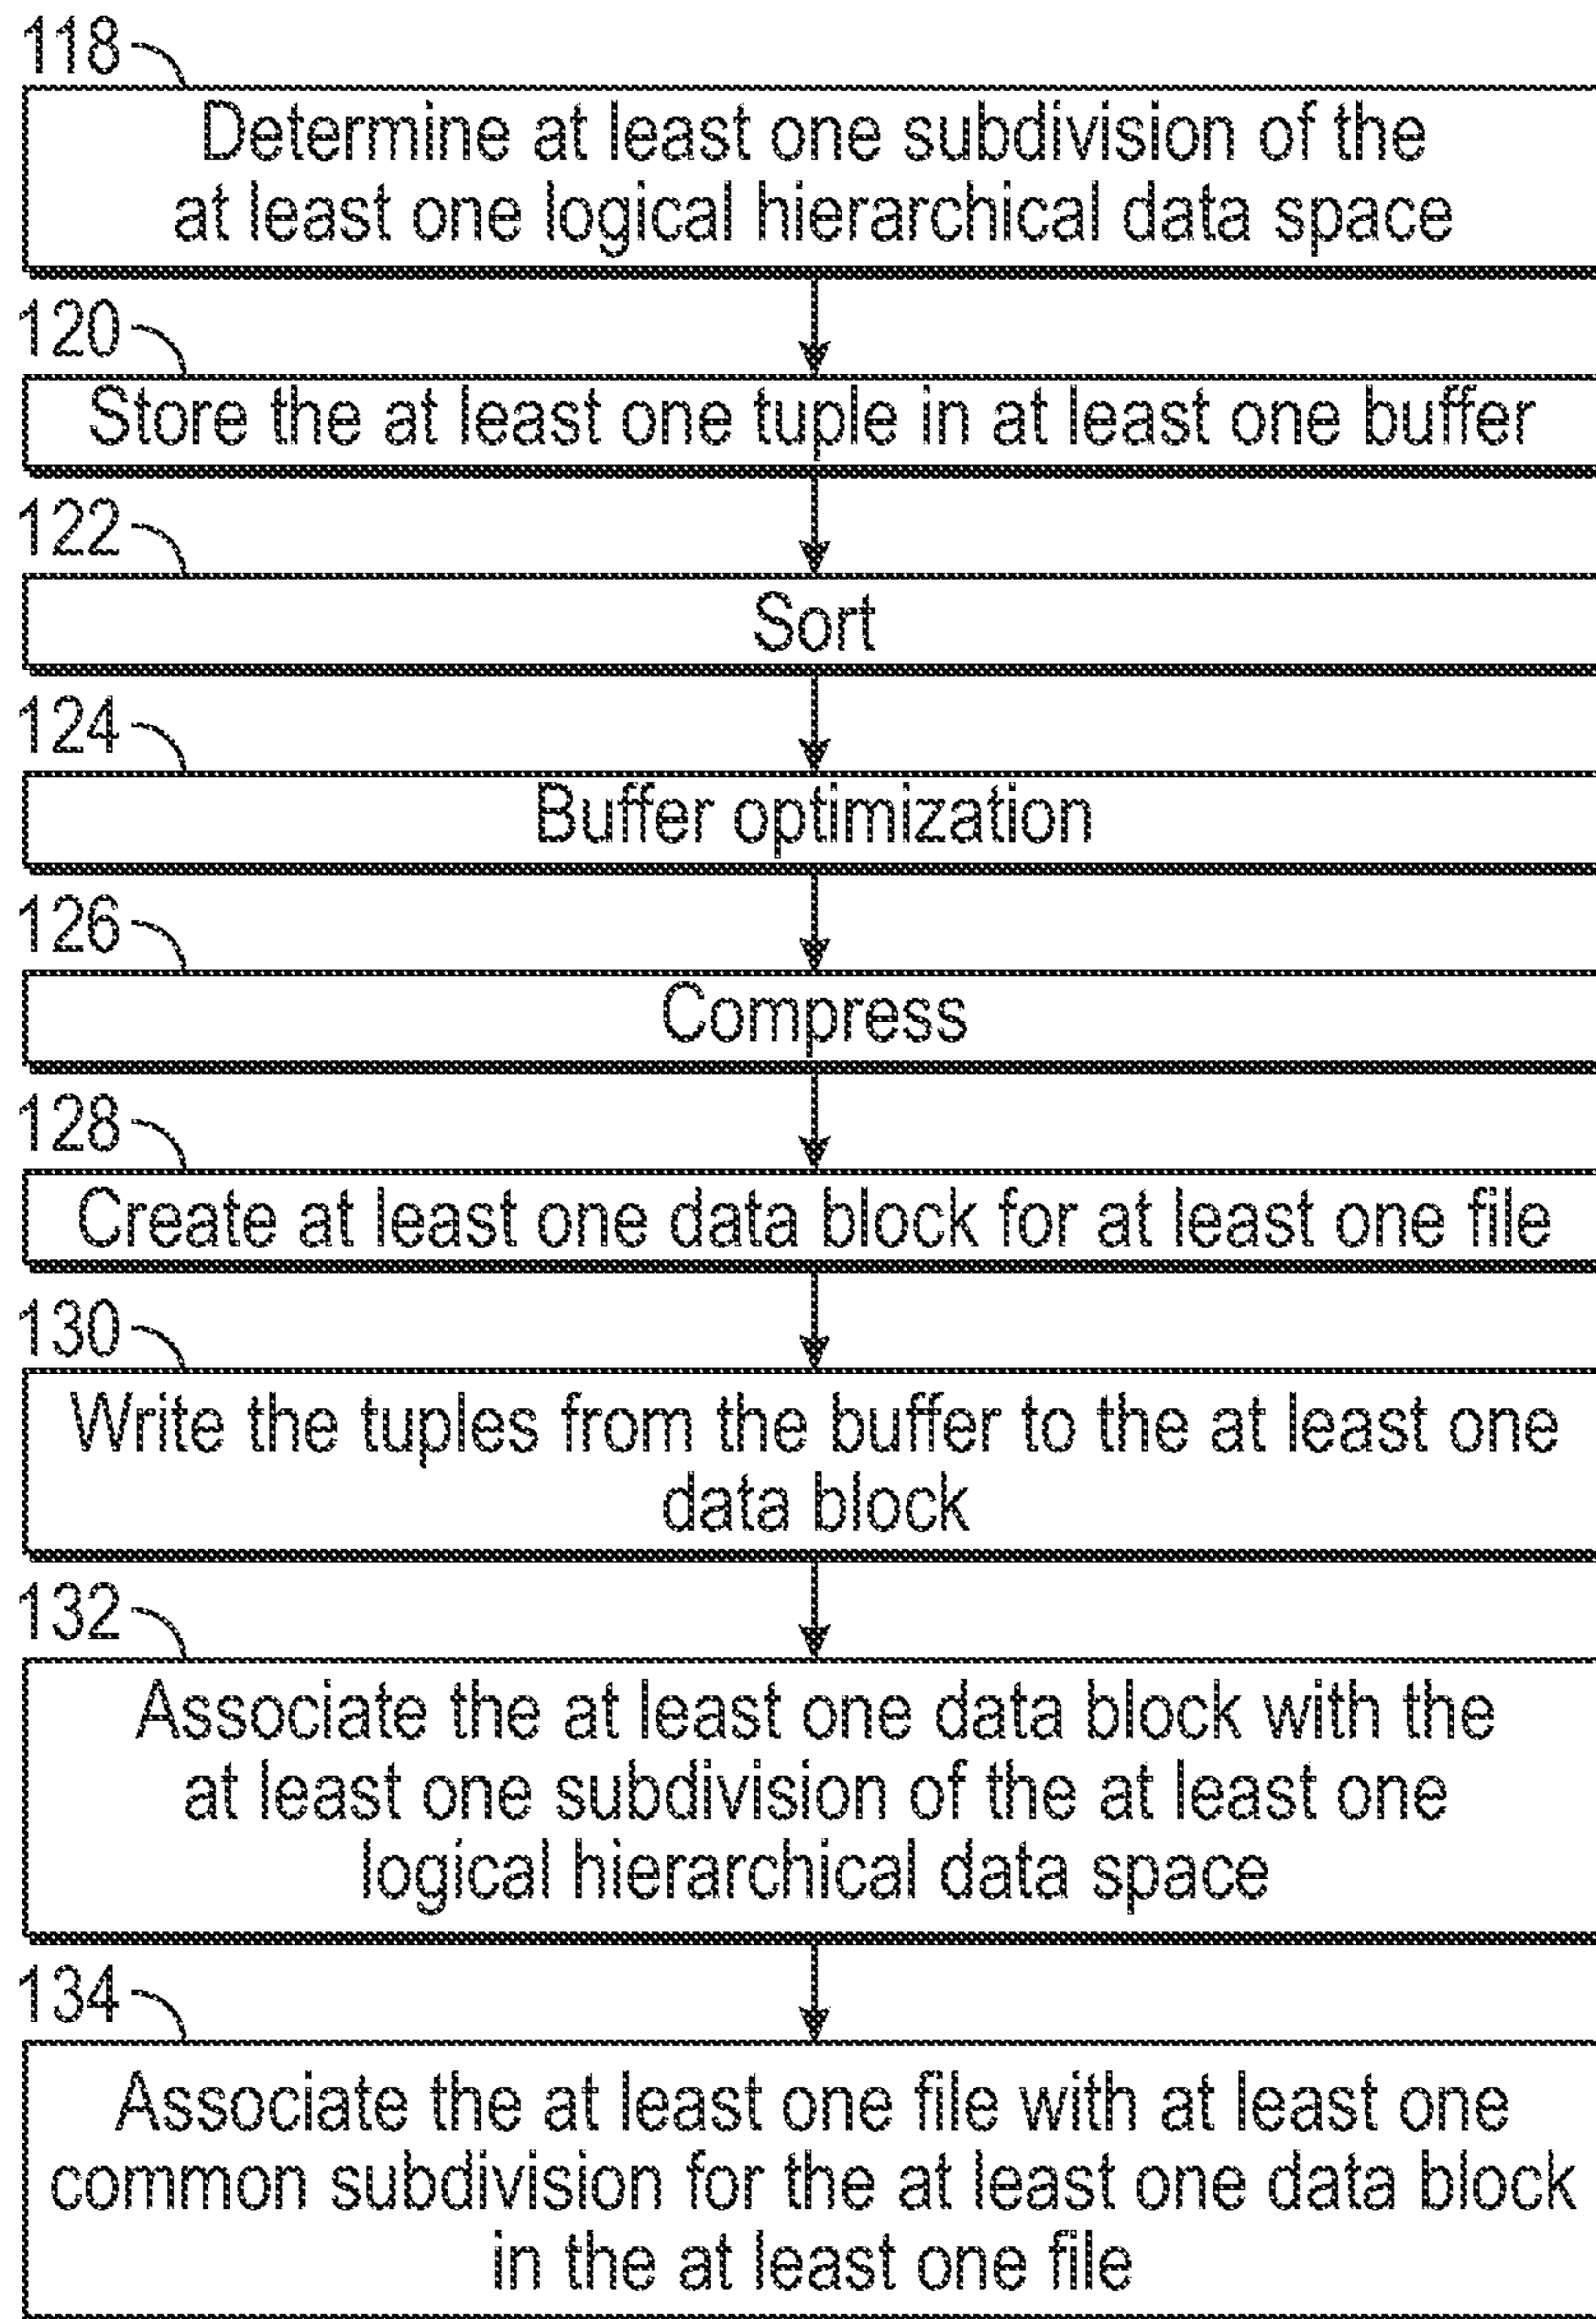 118
Determine at least one subdivision of the
at least one logical hierarchical data space
120
Store the at least one tuple in at least one buffer
122
Sort
124
Buffer optimization
126
Compress
128
Create at least one data block for at least one file
130
Write the tuples from the buffer to the at least one
data block
132
Associate the at least one data block with the
at least one subdivision of the at least one
logical hierarchical data space
134
Associate the at least one file with at least one
common subdivision for the at least one data block
in the at least one file